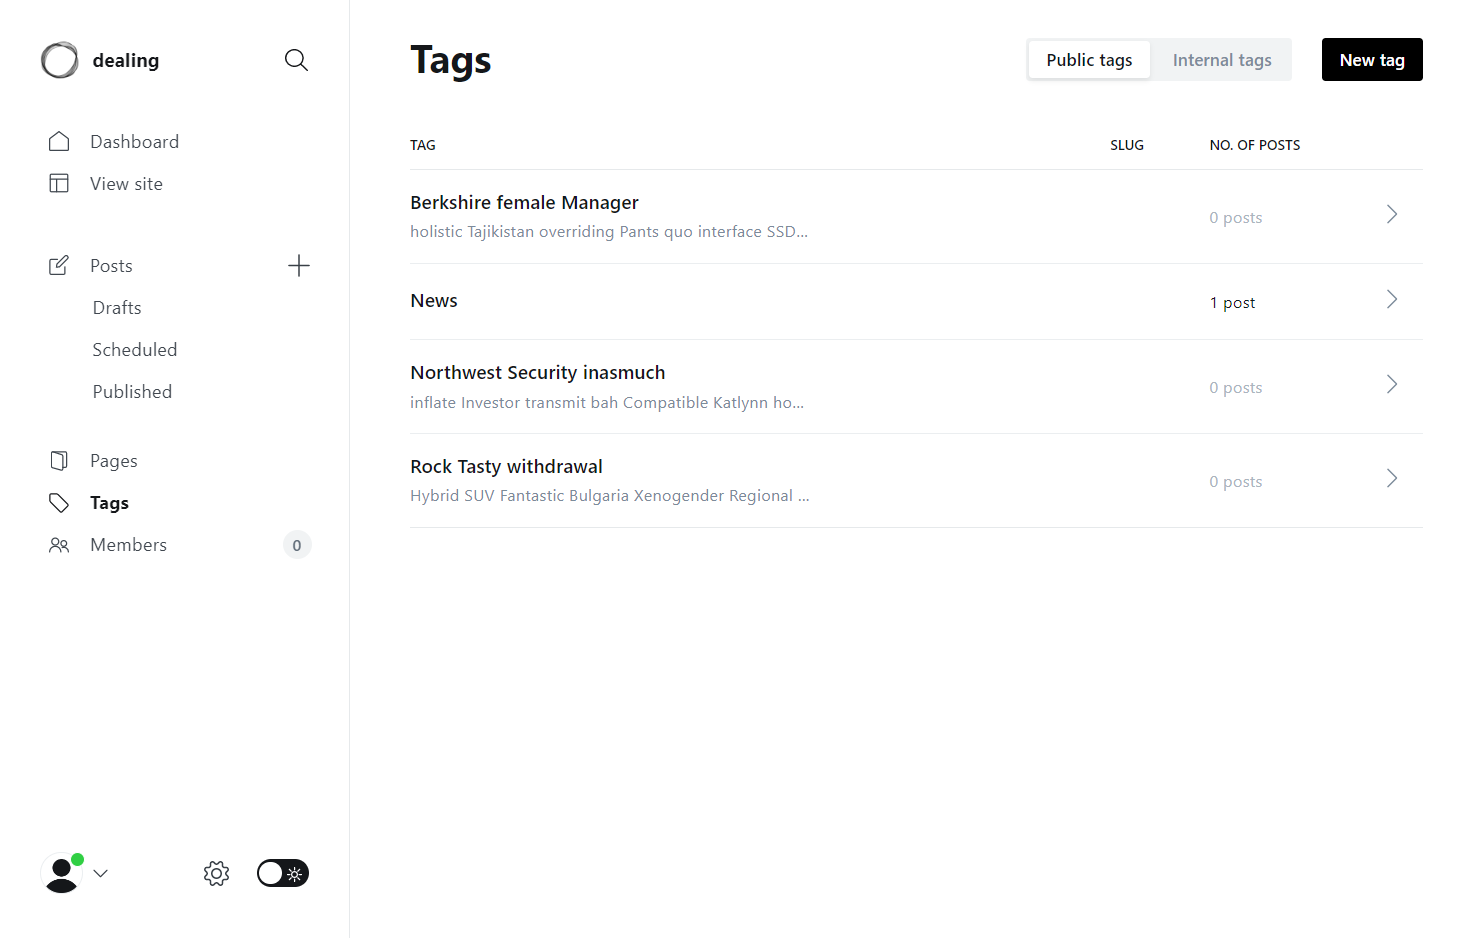 dealing
Dashboard
View site
Posts
Drafts
Scheduled
Published
Pages
Tags
Members
0
Tags
Public tags
Internal tags
New tag
TAG
SLUG
NO. OF POSTS
Berkshire female Manager
holistic Tajikistan overriding Pants quo interface SSD...
0 posts
News
1 post
Northwest Security inasmuch
inflate Investor transmit bah Compatible Katlynn ho...
0 posts
Rock Tasty withdrawal
Hybrid SUV Fantastic Bulgaria Xenogender Regional ...
0 posts